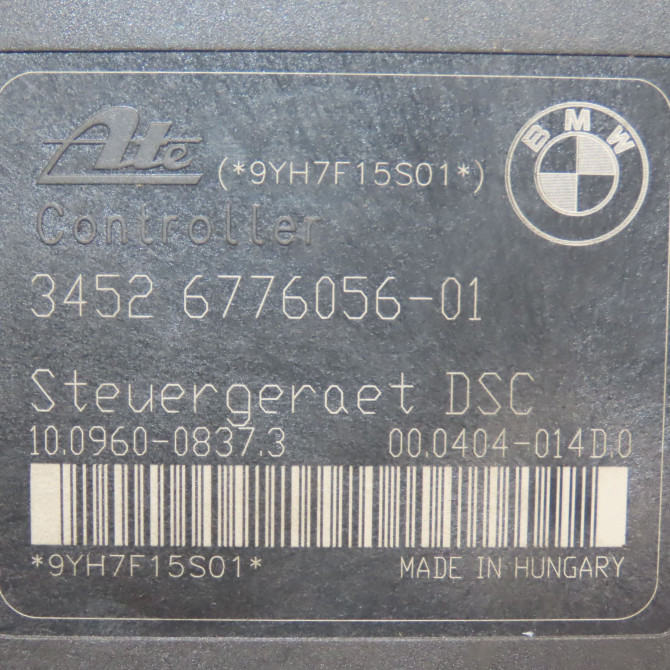 Ate (*9YH7F15S01*)
BMW
Controller
3452 6776056-01
Steuergeraet DSC
10.0960-0837.3 00.0404-014D.0
*9YH7F15S01* MADE IN HUNGARY